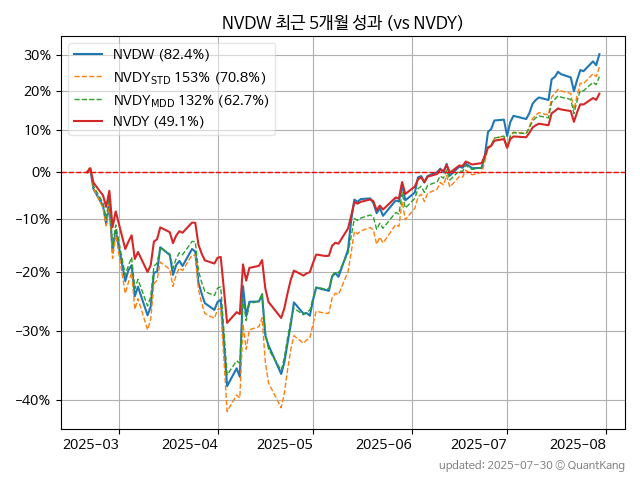 NVDW 최근 5개월 성과 (vs NVDY)
NVDW (82.4%)
NVDYSTD 153% (70.8%)
NVDYMDD 132% (62.7%)
NVDY (49.1%)
30%
20%
10%
0%
−10%
−20%
−30%
−40%
2025-03 2025-04 2025-05 2025-06 2025-07 2025-08
updated: 2025-07-30 © QuantKang